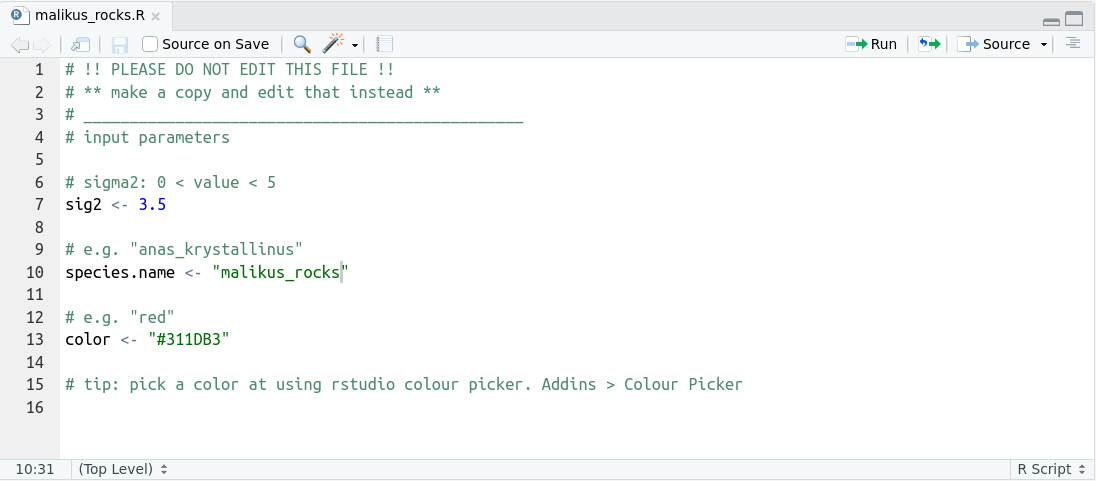 malikus_rocks.R
Source on Save
Run
Source
1 # !! PLEASE DO NOT EDIT THIS FILE !!
2 # ** make a copy and edit that instead **
3 # ________________________________________________
4 # input parameters
5
6 # sigma2: 0 < value < 5
7 sig2 <- 3.5
8
9 # e.g. "anas_krystallinus"
10 species.name <- "malikus_rocks"
11
12 # e.g. "red"
13 color <- "#311DB3"
14
15 # tip: pick a color at using rstudio colour picker. Addins > Colour Picker
16
10:31 (Top Level) R Script